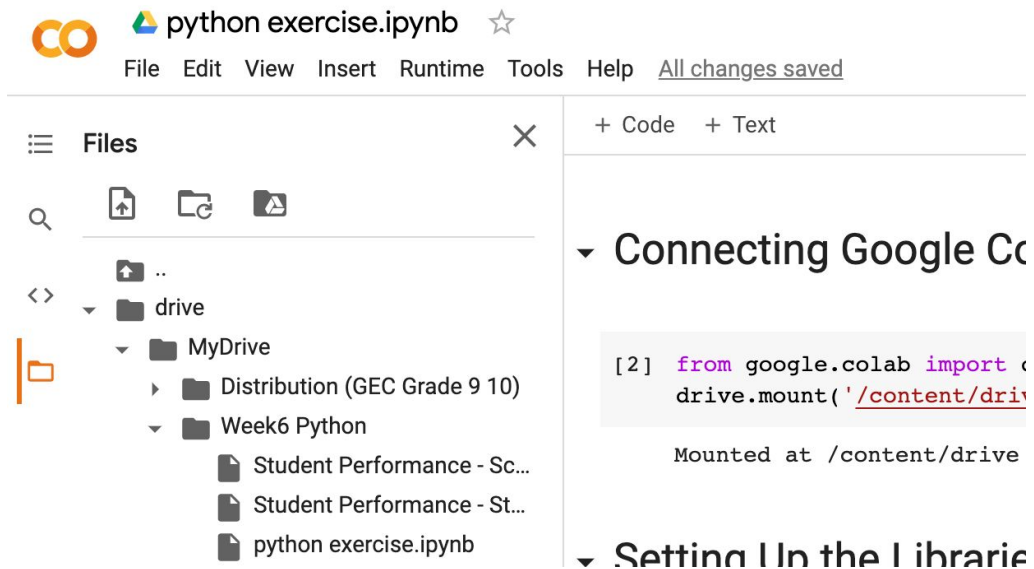 python exercise.ipynb
File Edit View Insert Runtime Tools Help All changes saved
Files
+ Code + Text
..
drive
MyDrive
Distribution (GEC Grade 9 10)
Week6 Python
Student Performance - Sc...
Student Performance - St...
python exercise.ipynb
Connecting Google Co
[2] from google.colab import
drive.mount('/content/driv
Mounted at /content/drive
Setting Up the Librarie